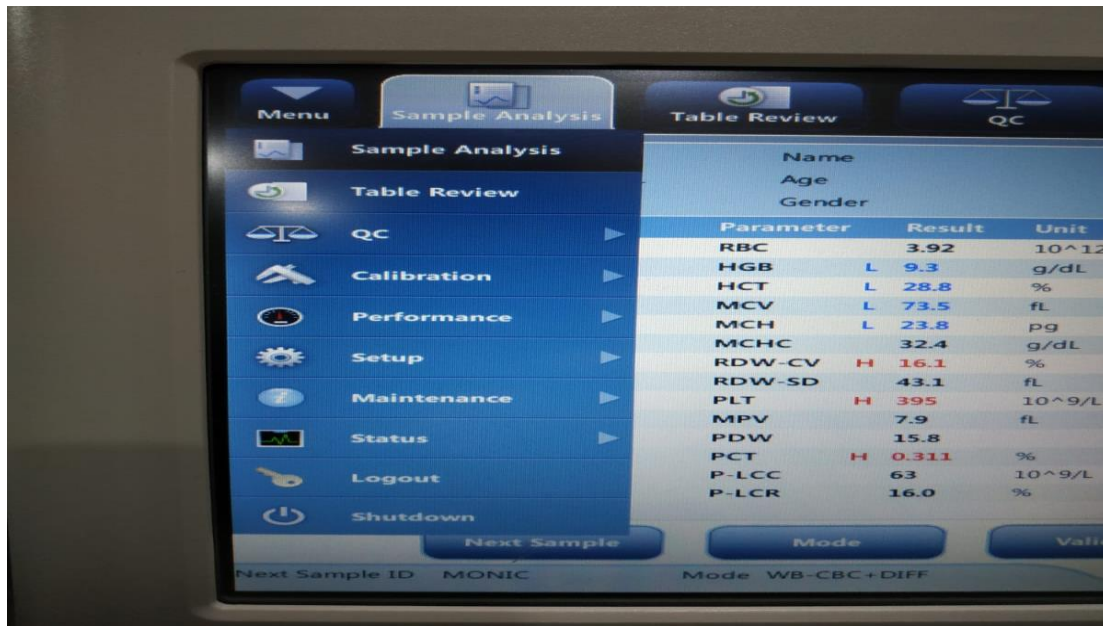 Menu
Sample Analysis
Table Review
QC
Sample Analysis
Table Review
QC
Calibration
Performance
Setup
Maintenance
Status
Logout
Shutdown
Name
Age
Gender
Parameter Result Unit
RBC 3.92 10^12
HGB L 9.3 g/dL
HCT L 28.8 %
MCV L 73.5 fL
MCH L 23.8 pg
MCHC 32.4 g/dL
RDW-CV H 16.1 %
RDW-SD 43.1 fL
PLT H 395 10^9/L
MPV 7.9 fL
PDW 15.8
PCT H 0.311 %
P-LCC 63 10^9/L
P-LCR 16.0 %
Next Sample
Mode
Next Sample ID MONIC
Mode WB-CBC+DIFF